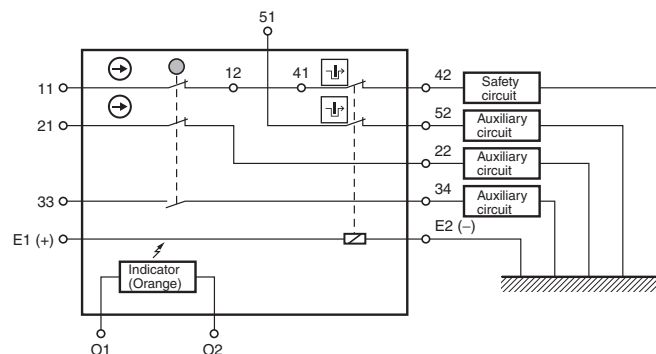 51
11
12
41
42
Safety
circuit
21
52
Auxiliary
circuit
22
Auxiliary
circuit
33
34
Auxiliary
circuit
E1 (+)
E2 (–)
Indicator
(Orange)
O1
O2